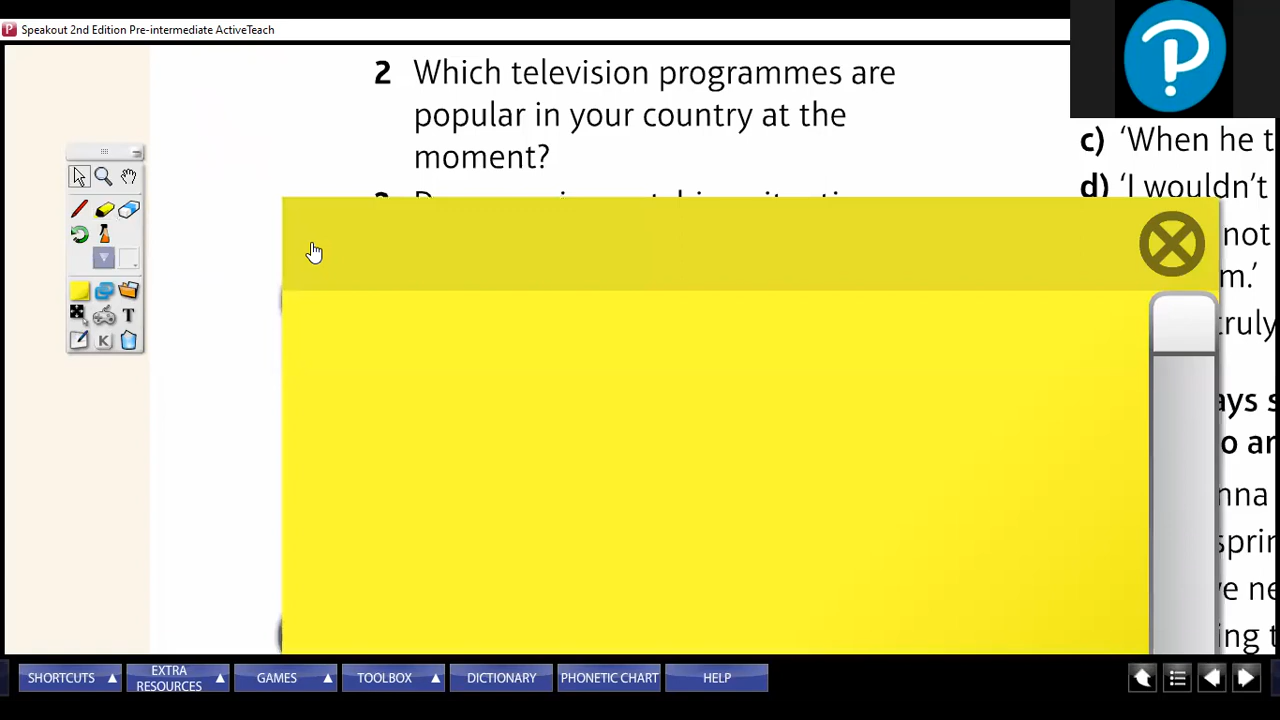 Speakout 2nd Edition Pre-intermediate ActiveTeach
2 Which television programmes are
popular in your country at the
moment?
c) 'When he t
d) 'I wouldn't
not
m.'
truly
ays s
o ar
nna
sprin
e ne
ing t
T
K
SHORTCUTS
EXTRA
RESOURCES
GAMES
TOOLBOX
DICTIONARY
PHONETIC CHART
HELP